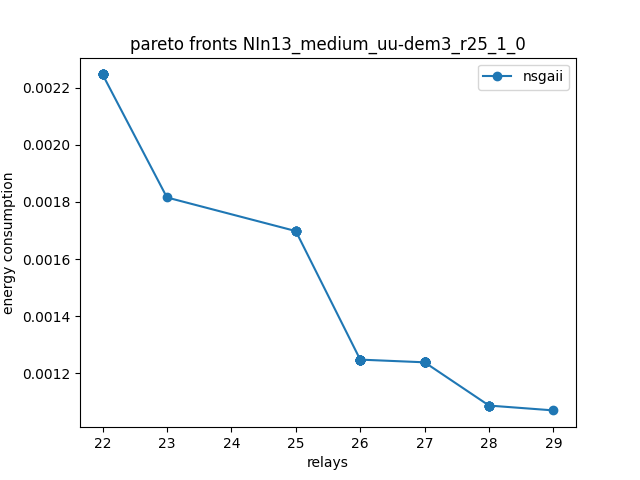 pareto fronts NIn13_medium_uu-dem3_r25_1_0
nsgaii
energy consumption
0.0022
0.0020
0.0018
0.0016
0.0014
0.0012
22 23 24 25 26 27 28 29
relays